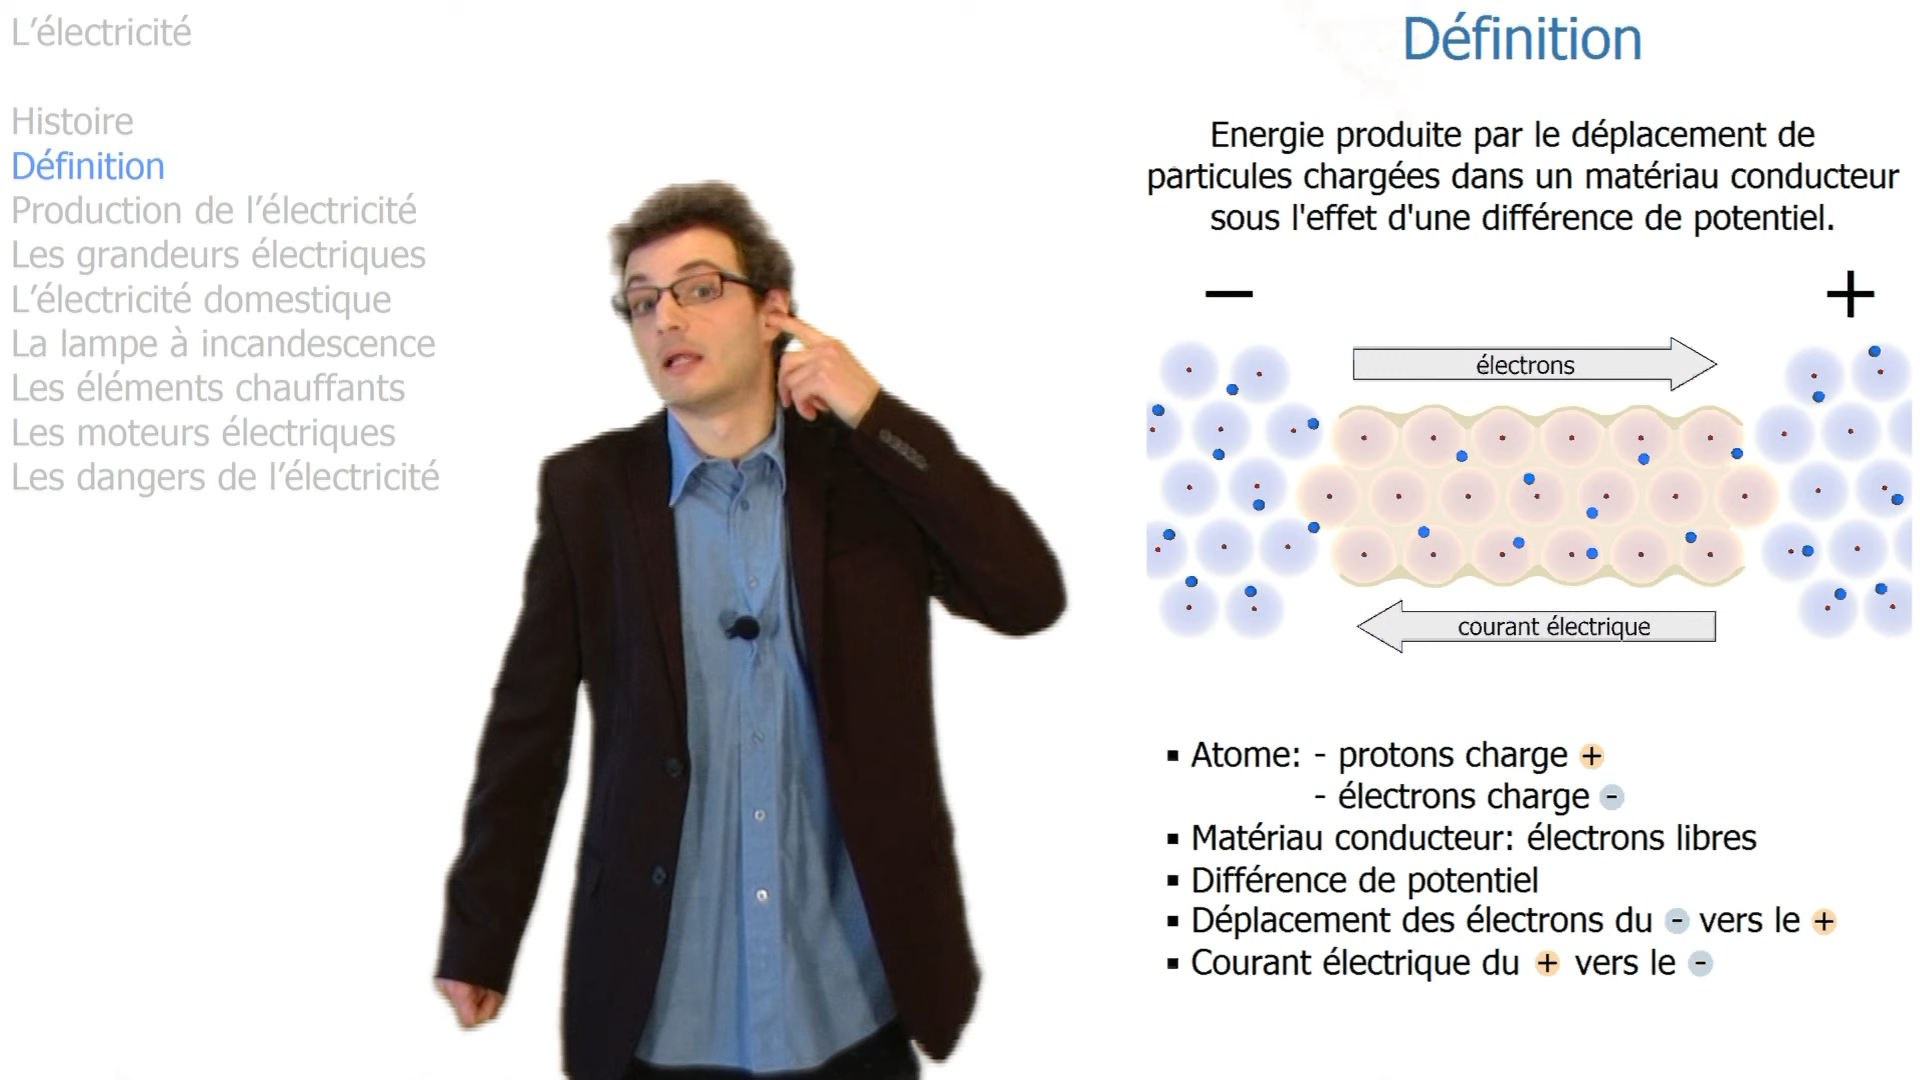 L'électricité
Histoire
Définition
Production de l'électricité
Les grandeurs électriques
L'électricité domestique
La lampe à incandescence
Les éléments chauffants
Les moteurs électriques
Les dangers de l'électricité
Définition
Energie produite par le déplacement de
particules chargées dans un matériau conducteur
sous l'effet d'une différence de potentiel.
− +
électrons
courant électrique
▪ Atome: - protons charge +
- électrons charge -
▪ Matériau conducteur: électrons libres
▪ Différence de potentiel
▪ Déplacement des électrons du - vers le +
▪ Courant électrique du + vers le -